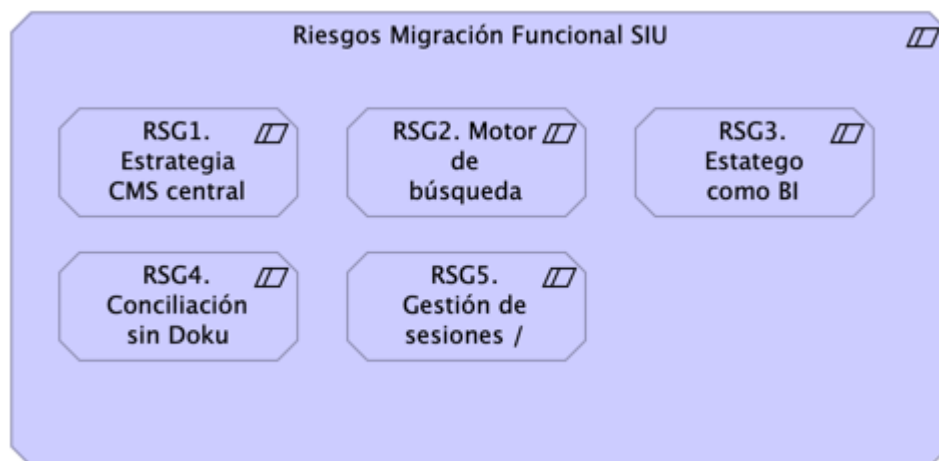 Riesgos Migración Funcional SIU
RSG1.
Estrategia
CMS central
RSG2. Motor
de
búsqueda
RSG3.
Estatego
como BI
RSG4.
Conciliación
sin Doku
RSG5.
Gestión de
sesiones /